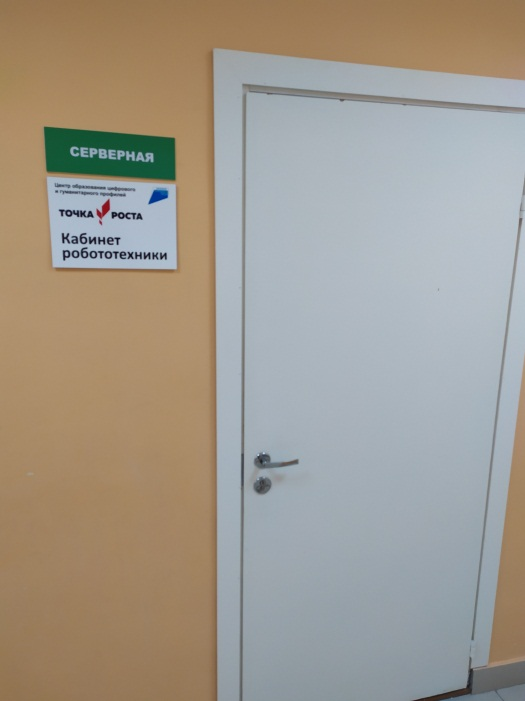 СЕРВЕРНАЯ
Центр образования цифрового
и гуманитарного профилей
ТОЧКА РОСТА
Кабинет
робототехники